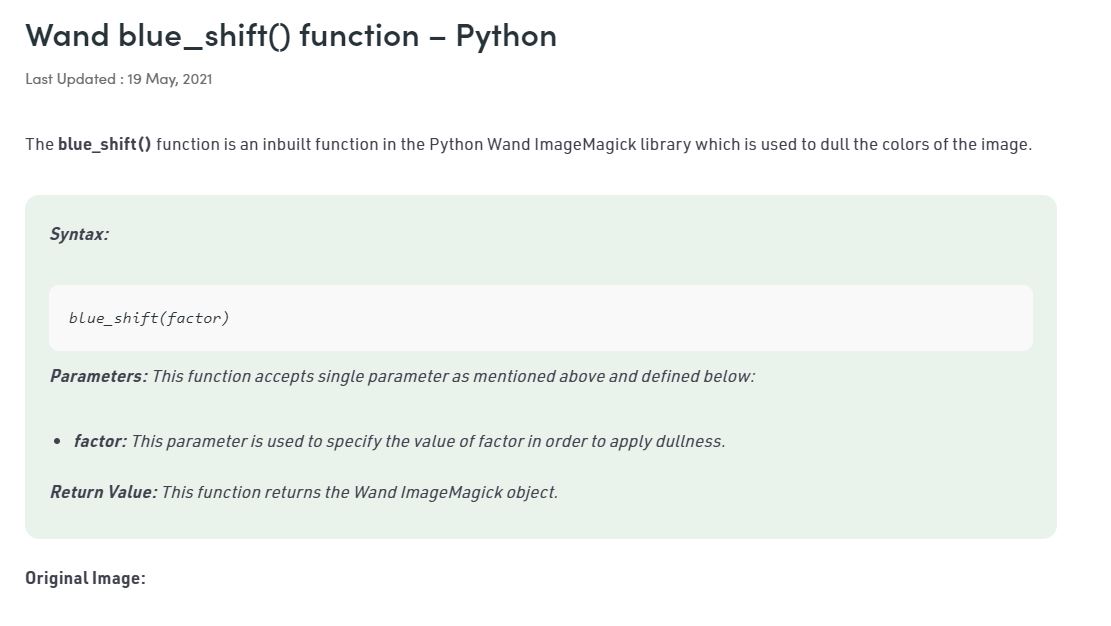 Wand blue_shift() function – Python
Last Updated : 19 May, 2021
The blue_shift() function is an inbuilt function in the Python Wand ImageMagick library which is used to dull the colors of the image.
Syntax:
blue_shift(factor)
Parameters: This function accepts single parameter as mentioned above and defined below:
• factor: This parameter is used to specify the value of factor in order to apply dullness.
Return Value: This function returns the Wand ImageMagick object.
Original Image: